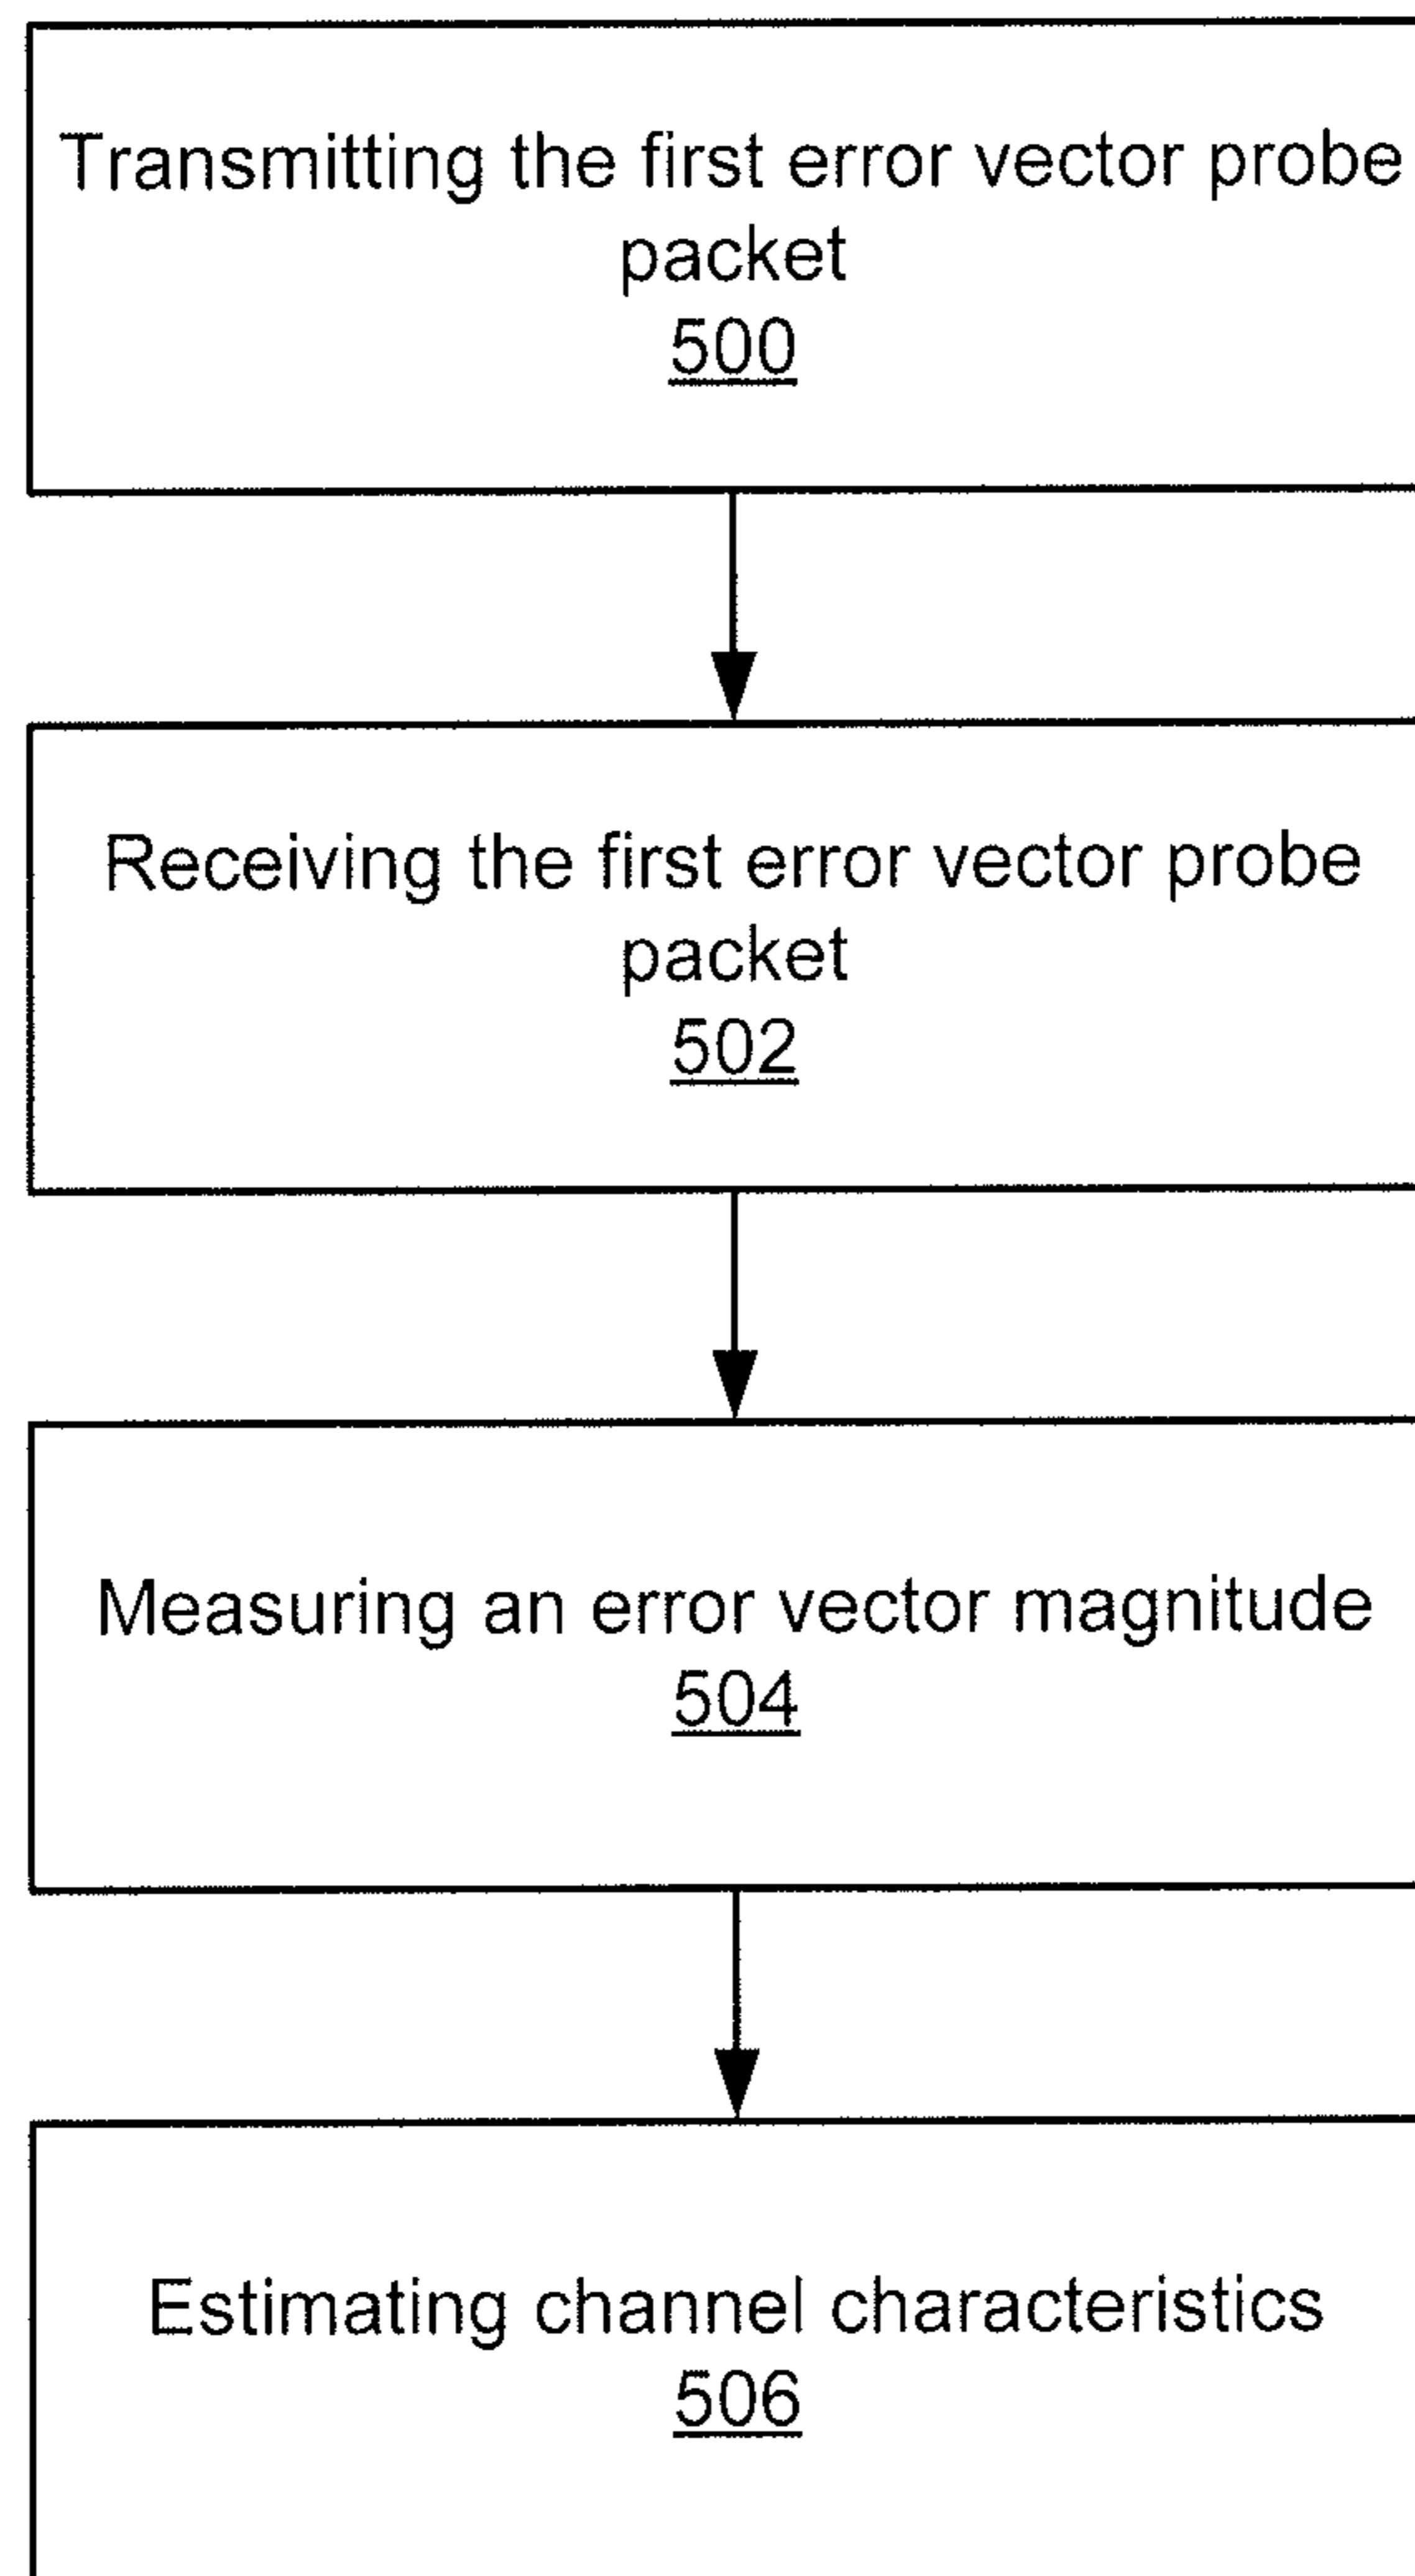 Transmitting the first error vector probe
packet
500
Receiving the first error vector probe
packet
502
Measuring an error vector magnitude
504
Estimating channel characteristics
506